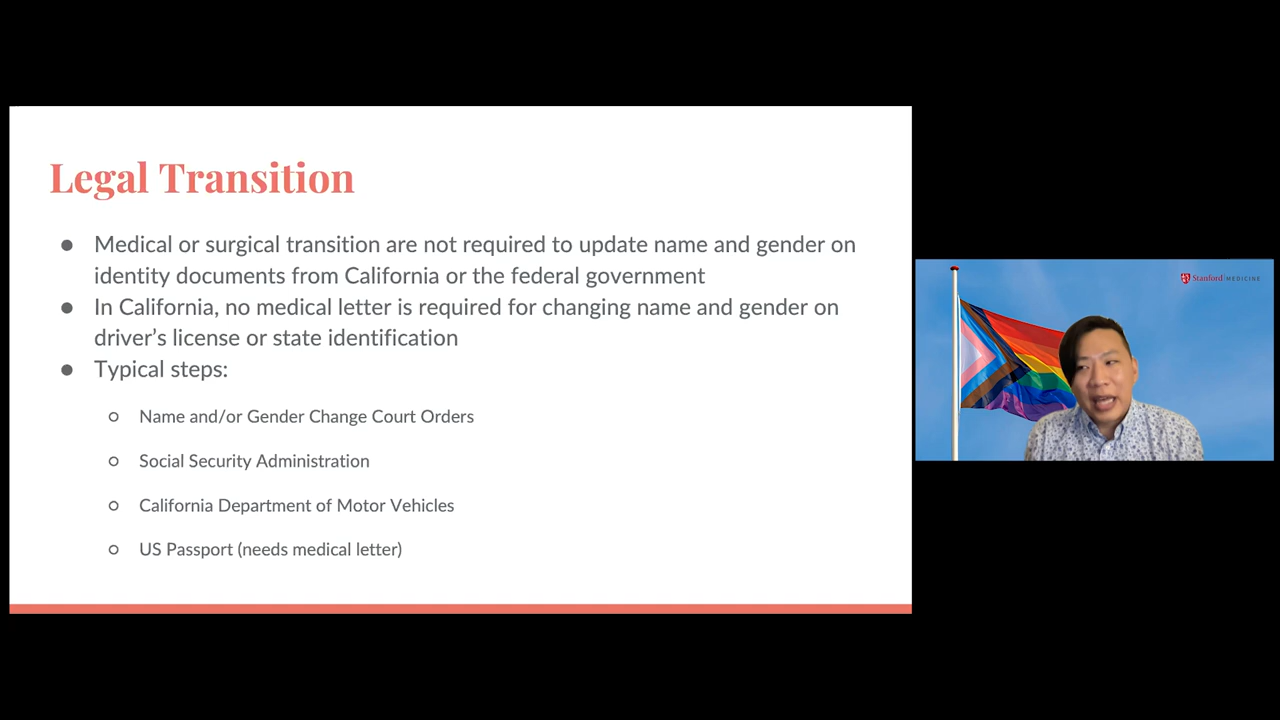 Legal Transition
● Medical or surgical transition are not required to update name and gender on
identity documents from California or the federal government
● In California, no medical letter is required for changing name and gender on
driver's license or state identification
● Typical steps:
○ Name and/or Gender Change Court Orders
○ Social Security Administration
○ California Department of Motor Vehicles
○ US Passport (needs medical letter)
Stanford MEDICINE